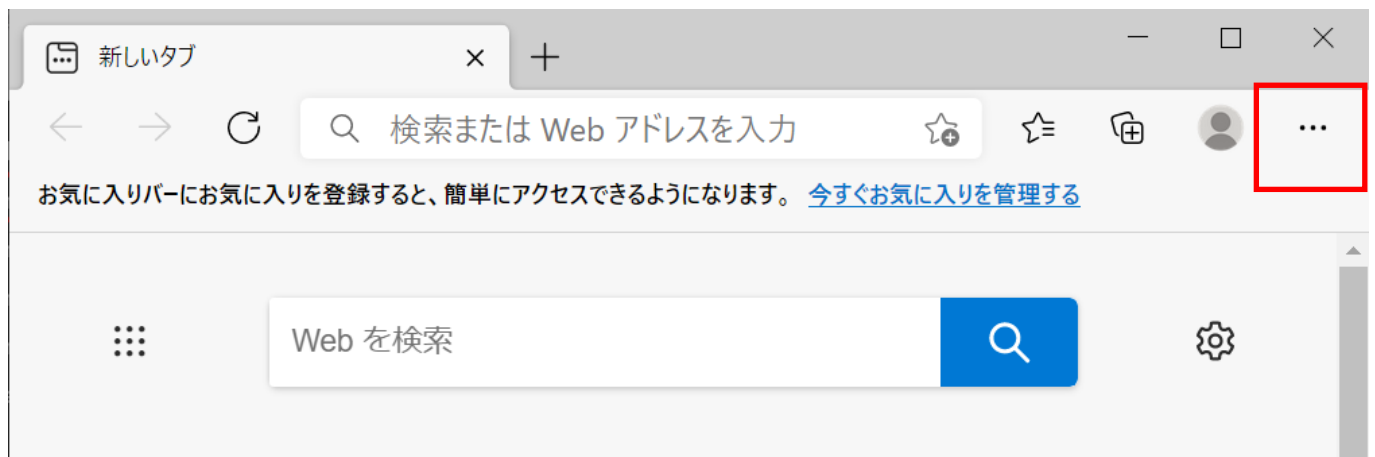 新しいタブ
検索または Web アドレスを入力
お気に入りバーにお気に入りを登録すると、簡単にアクセスできるようになります。 今すぐお気に入りを管理する
Web を検索